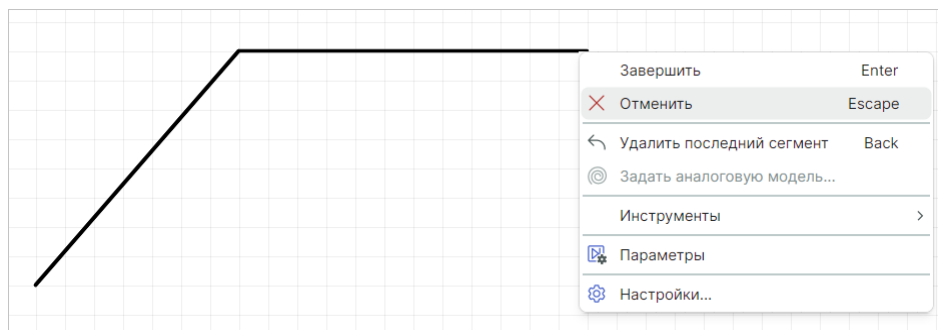 Завершить Enter
Отменить Escape
Удалить последний сегмент Back
Задать аналоговую модель...
Инструменты
Параметры
Настройки...